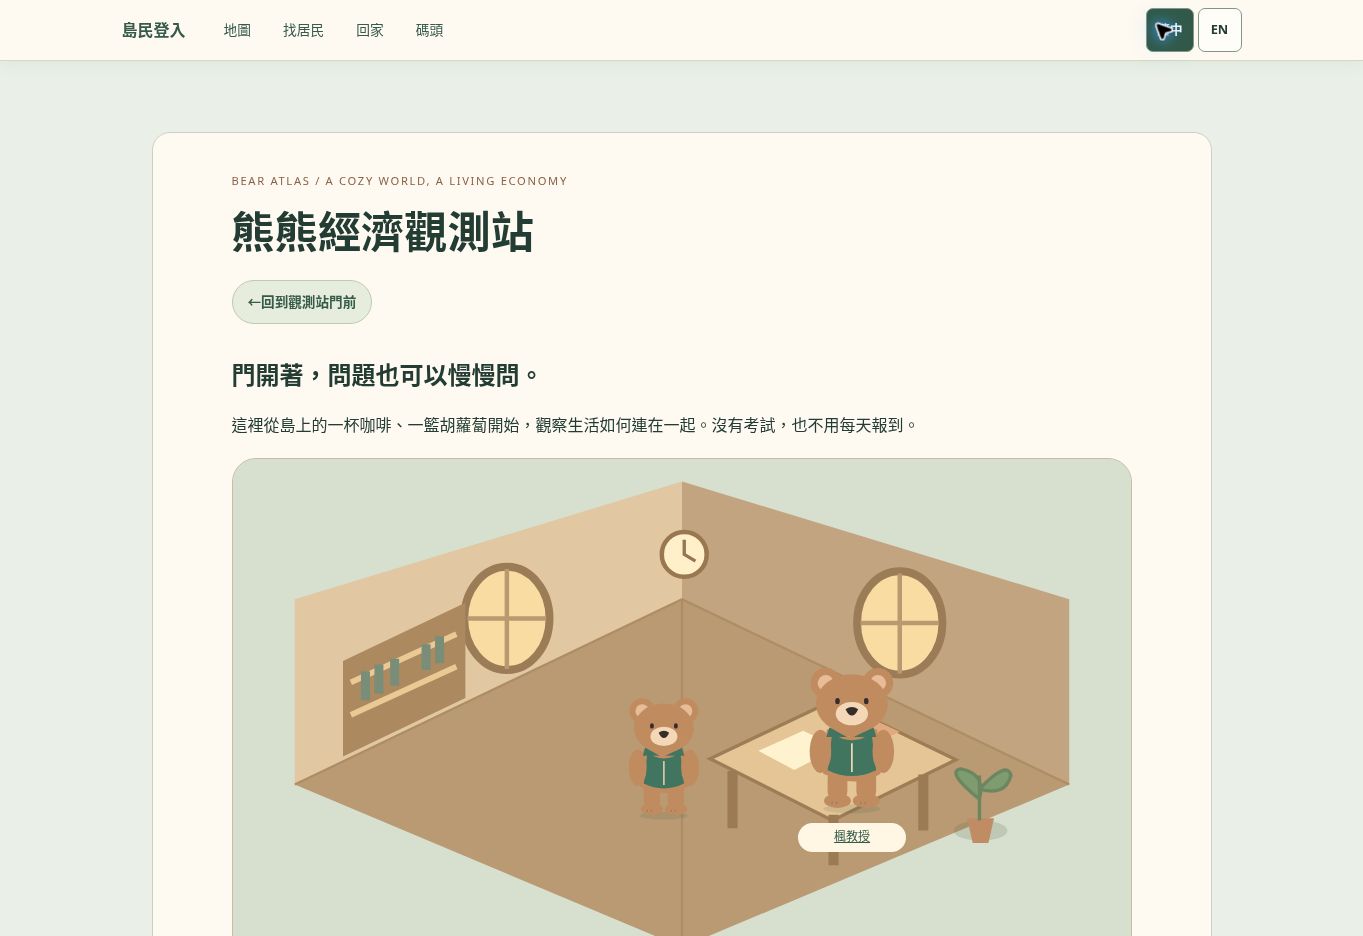 島民登入 地圖 找居民 回家 碼頭 中 EN
BEAR ATLAS / A COZY WORLD, A LIVING ECONOMY
熊熊經濟觀測站
←回到觀測站門前
門開著，問題也可以慢慢問。
這裡從島上的一杯咖啡、一籃胡蘿蔔開始，觀察生活如何連在一起。沒有考試，也不用每天報到。
楓教授